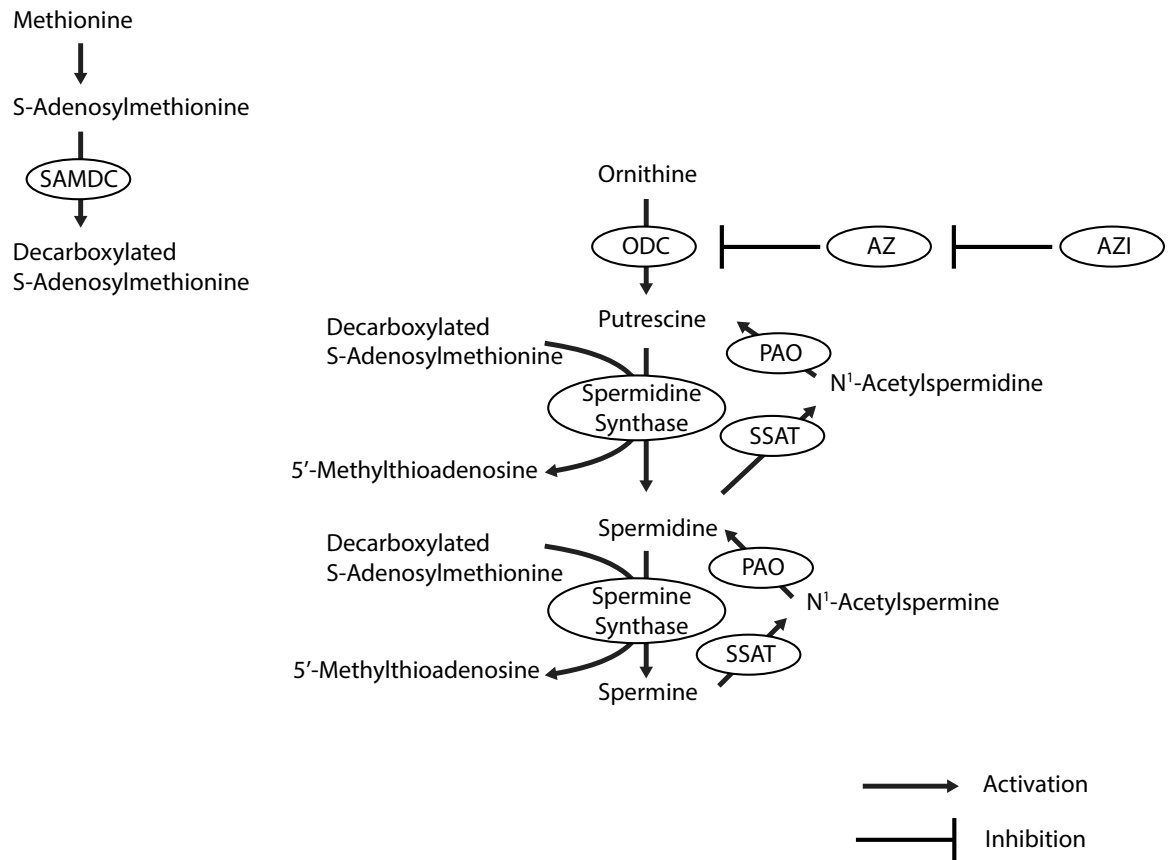 Methionine
S-Adenosylmethionine
SAMDC
Decarboxylated
S-Adenosylmethionine
Ornithine
ODC
AZ
AZI
Putrescine
Decarboxylated
S-Adenosylmethionine
PAO
N¹-Acetylspermidine
Spermidine
Synthase
SSAT
5′-Methylthioadenosine
Spermidine
Decarboxylated
S-Adenosylmethionine
PAO
N¹-Acetylspermine
Spermine
Synthase
SSAT
5′-Methylthioadenosine
Spermine
Activation
Inhibition